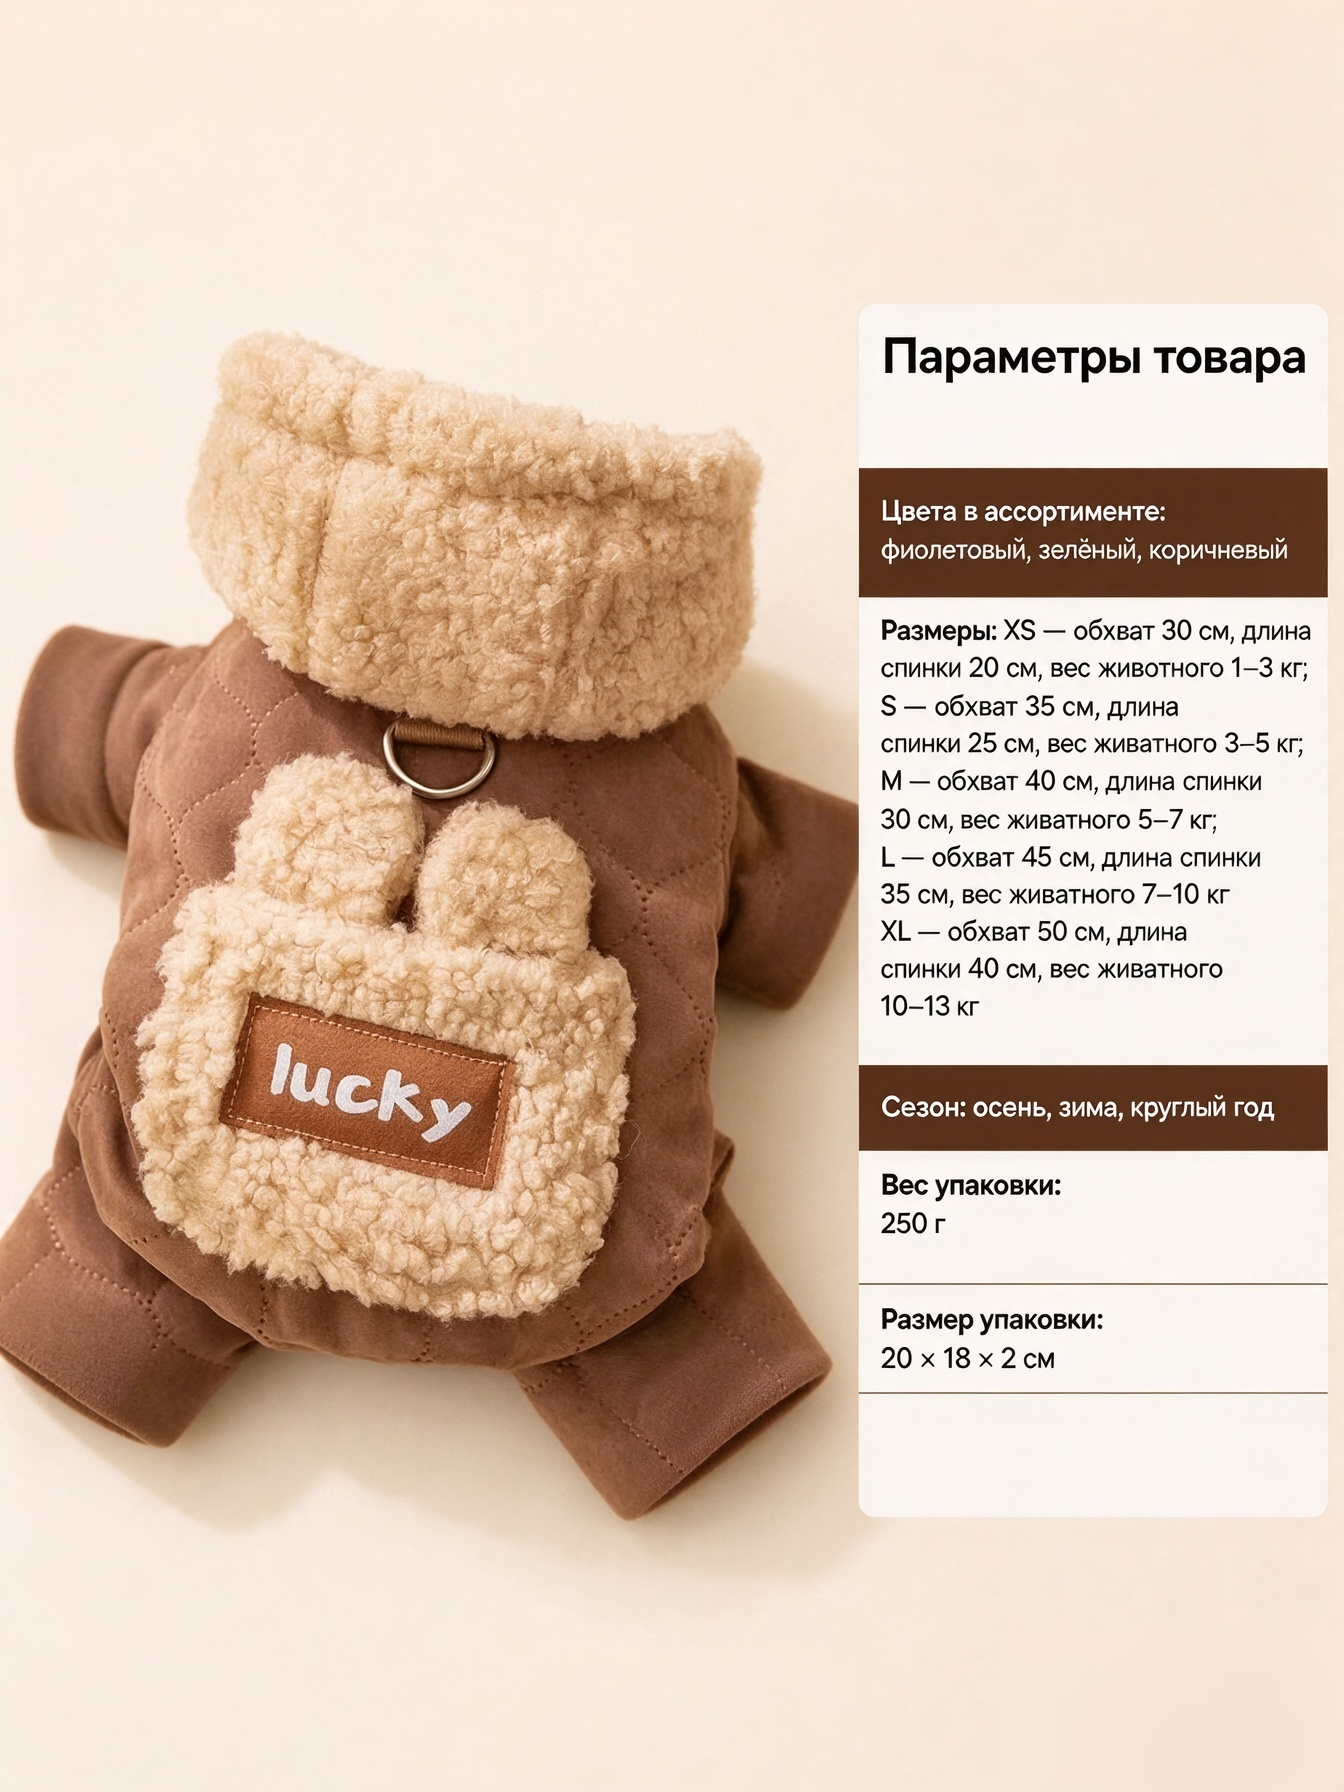 lucky
Параметры товара
Цвета в ассортименте:
фиолетовый, зелёный, коричневый
Размеры: XS — обхват 30 см, длина
спинки 20 см, вес животного 1–3 кг;
S — обхват 35 см, длина
спинки 25 см, вес живатного 3–5 кг;
M — обхват 40 см, длина спинки
30 см, вес живатного 5–7 кг;
L — обхват 45 см, длина спинки
35 см, вес живатного 7–10 кг
XL — обхват 50 см, длина
спинки 40 см, вес живатного
10–13 кг
Сезон: осень, зима, круглый год
Вес упаковки:
250 г
Размер упаковки:
20 × 18 × 2 см